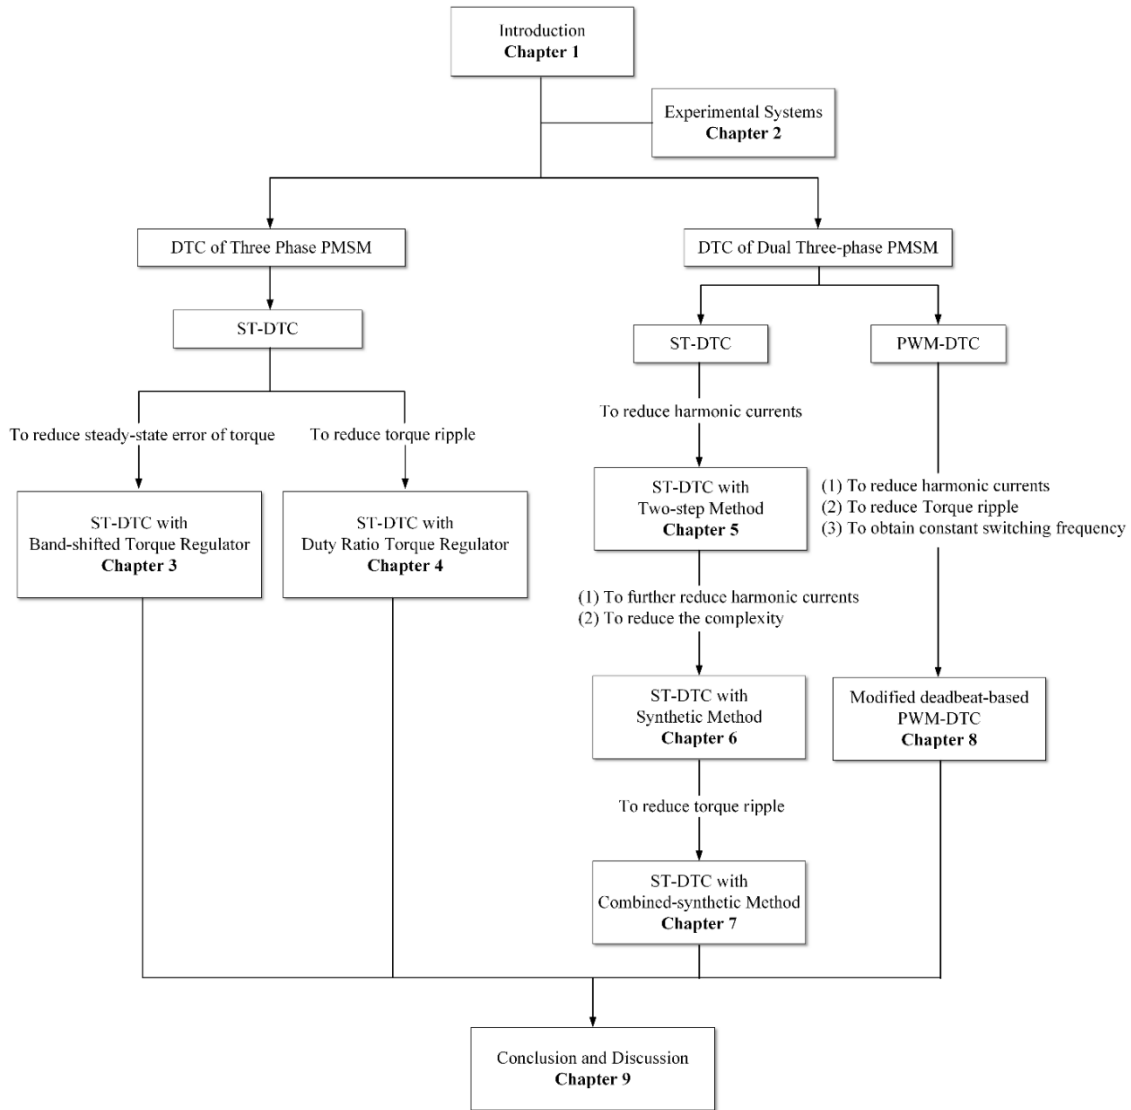 Introduction
Chapter 1
Experimental Systems
Chapter 2
DTC of Three Phase PMSM
DTC of Dual Three-phase PMSM
ST-DTC
ST-DTC
PWM-DTC
To reduce steady-state error of torque
To reduce torque ripple
To reduce harmonic currents
ST-DTC with
Band-shifted Torque Regulator
Chapter 3
ST-DTC with
Duty Ratio Torque Regulator
Chapter 4
ST-DTC with
Two-step Method
Chapter 5
(1) To reduce harmonic currents
(2) To reduce Torque ripple
(3) To obtain constant switching frequency
(1) To further reduce harmonic currents
(2) To reduce the complexity
ST-DTC with
Synthetic Method
Chapter 6
Modified deadbeat-based
PWM-DTC
Chapter 8
To reduce torque ripple
ST-DTC with
Combined-synthetic Method
Chapter 7
Conclusion and Discussion
Chapter 9